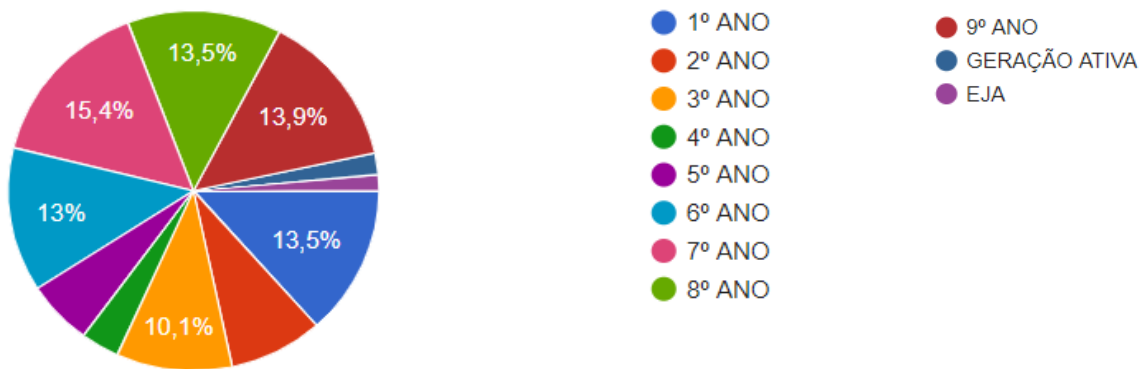 13,5%
13,9%
15,4%
13%
13,5%
10,1%
1º ANO
2º ANO
3º ANO
4º ANO
5º ANO
6º ANO
7º ANO
8º ANO
9º ANO
GERAÇÃO ATIVA
EJA